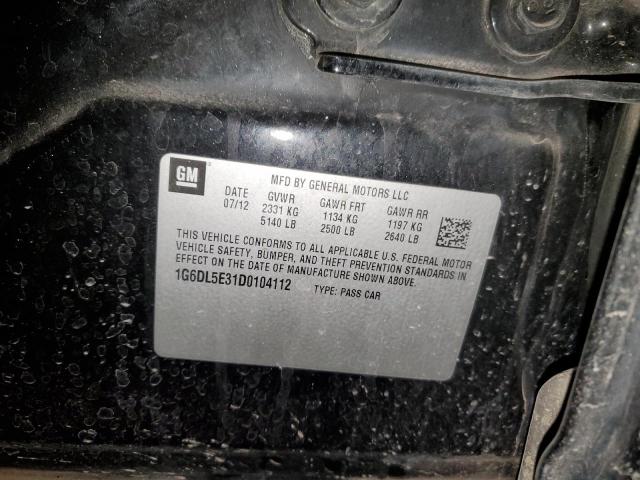 GM
MFD BY GENERAL MOTORS LLC
DATE GVWR GAWR FRT GAWR RR
07/12 2331 KG 1134 KG 1197 KG
5140 LB 2500 LB 2640 LB
THIS VEHICLE CONFORMS TO ALL APPLICABLE U.S. FEDERAL MOTOR
VEHICLE SAFETY, BUMPER, AND THEFT PREVENTION STANDARDS IN
EFFECT ON THE DATE OF MANUFACTURE SHOWN ABOVE.
1G6DL5E31D0104112 TYPE: PASS CAR